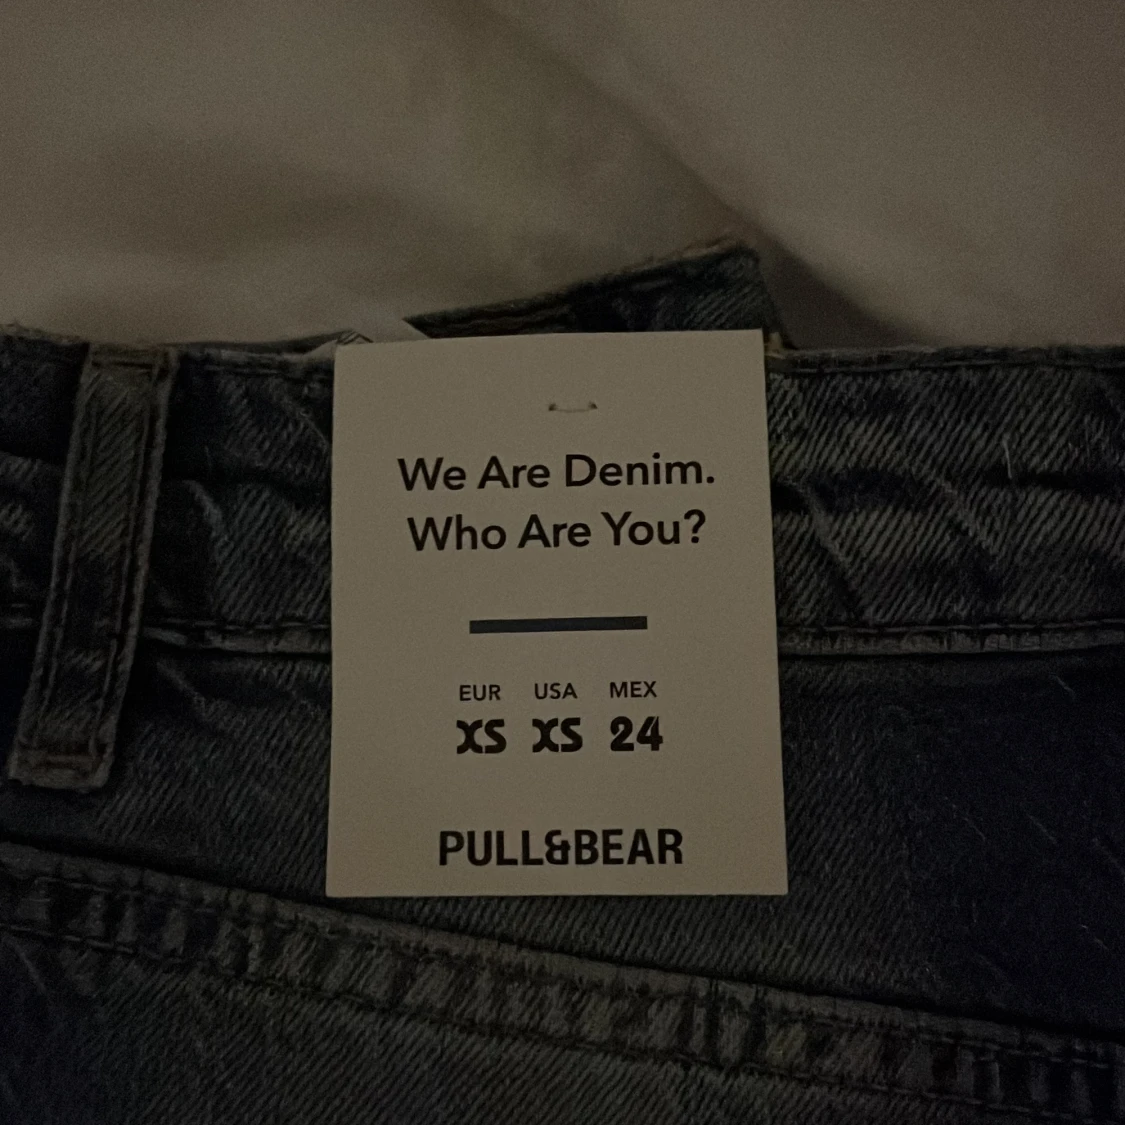 We Are Denim.
Who Are You?
EUR USA MEX
XS XS 24
PULL&BEAR